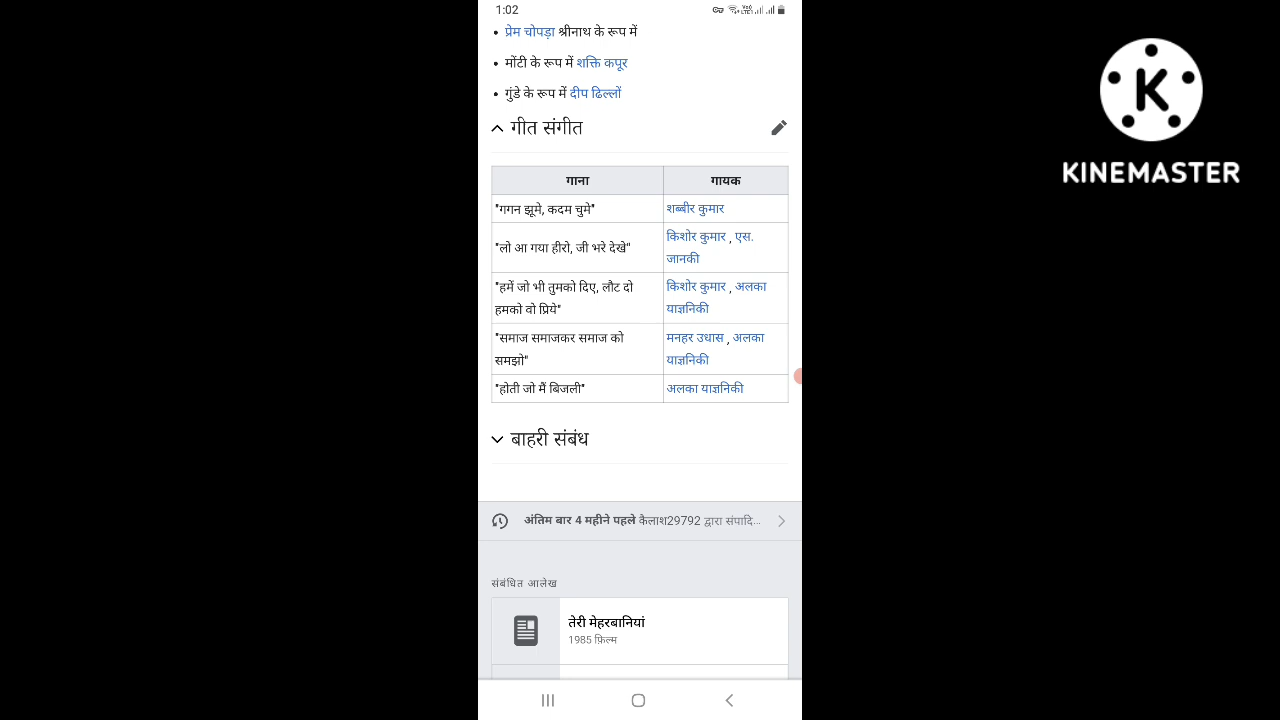 1:02
प्रेम चोपड़ा श्रीनाथ के रूप में
मोंटी के रूप में शक्ति कपूर
गुंडे के रूप में दीप ढिल्लों
गीत संगीत
गाना गायक
"गगन झूमे, कदम चुमे" शब्बीर कुमार
"लो आ गया हीरो, जी भरे देखे" किशोर कुमार , एस.
जानकी
"हमें जो भी तुमको दिए, लौट दो किशोर कुमार , अलका
हमको वो प्रिये" याज्ञनिकी
"समाज समाजकर समाज को मनहर उधास , अलका
समझो" याज्ञनिकी
"होती जो मैं बिजली" अलका याज्ञनिकी
बाहरी संबंध
अंतिम बार 4 महीने पहले कैलाश29792 द्वारा संपादि...
संबंधित आलेख
तेरी मेहरबानियां
1985 फ़िल्म
K
KINEMASTER